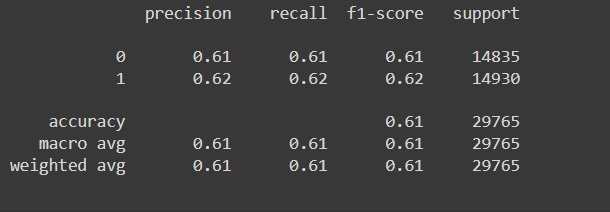 precision recall f1-score support
0 0.61 0.61 0.61 14835
1 0.62 0.62 0.62 14930
accuracy 0.61 29765
macro avg 0.61 0.61 0.61 29765
weighted avg 0.61 0.61 0.61 29765